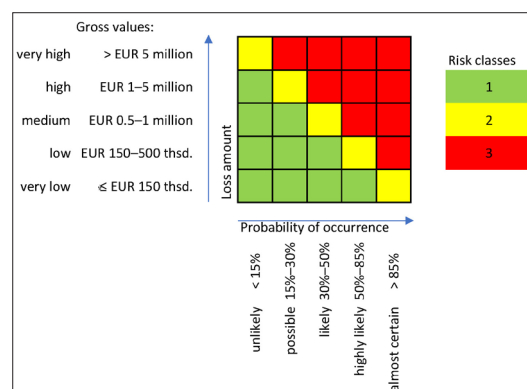 Gross values:
very high > EUR 5 million
high EUR 1–5 million
medium EUR 0.5–1 million
low EUR 150–500 thsd.
very low ≤ EUR 150 thsd.
Loss amount
Risk classes
1
2
3
Probability of occurrence
unlikely < 15%
possible 15%–30%
likely 30%–50%
highly likely 50%–85%
almost certain > 85%